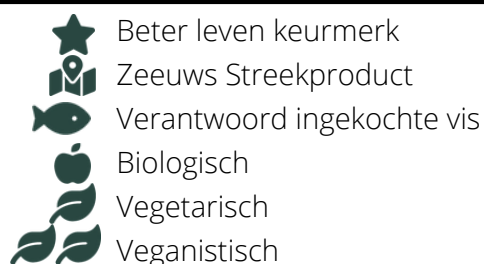 Beter leven keurmerk
Zeeuws Streekproduct
Verantwoord ingekochte vis
Biologisch
Vegetarisch
Veganistisch